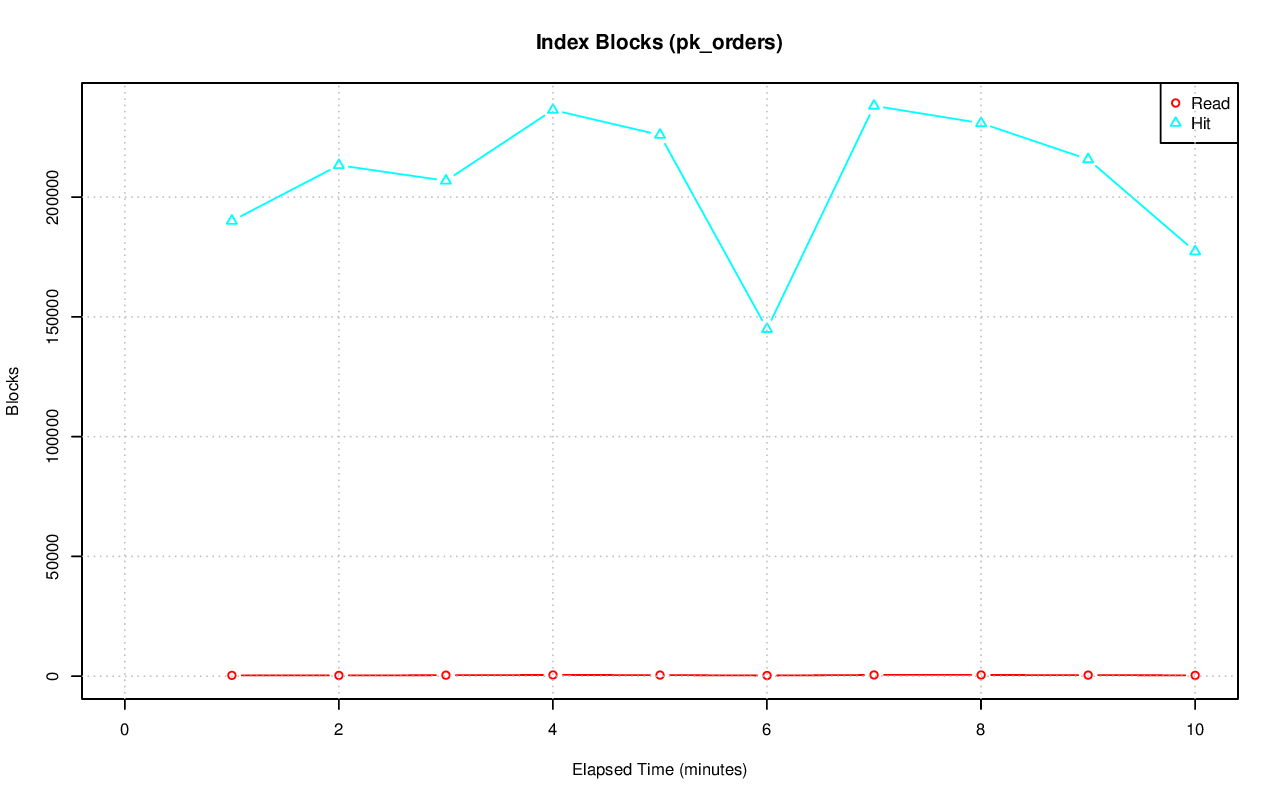 Index Blocks (pk_orders)
Read
Hit
Blocks
200000
150000
100000
50000
0
0 2 4 6 8 10
Elapsed Time (minutes)